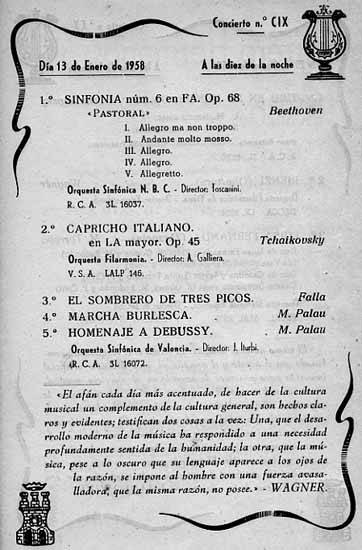 Concierto n.º CIX
Día 13 de Enero de 1958
A las diez de la noche
1.º SINFONIA núm. 6 en FA. Op. 68
«PASTORAL» Beethoven
I. Allegro ma non troppo.
II. Andante molto mosso.
III. Allegro.
IV. Allegro.
V. Allegretto.
Orquesta Sinfónica N. B. C. - Director: Toscanini.
R. C. A. 3L 16037.
2.º CAPRICHO ITALIANO.
en LA mayor. Op. 45 Tchaikovsky
Orquesta Filarmonia. - Director: A. Galliera.
V. S. A. LALP 146.
3.º EL SOMBRERO DE TRES PICOS. Falla
4.º MARCHA BURLESCA. M. Palau
5.º HOMENAJE A DEBUSSY. M. Palau
Orquesta Sinfónica de Valencia. - Director: J. Iturbi.
R. C. A. 3L 16072.
«El afán cada día más acentuado, de hacer de la cultura
musical un complemento de la cultura general, son hechos cla-
ros y evidentes; testifican dos cosas a la vez: Una, que el desa-
rrollo moderno de la música ha respondido a una necesidad
profundamente sentida de la humanidad; la otra, que la mú-
sica, pese a lo oscuro que su lenguaje aparece a los ojos de
la razón, se impone al hombre con una fuerza avasa-
lladora, que la misma razón, no posee.» - WAGNER.